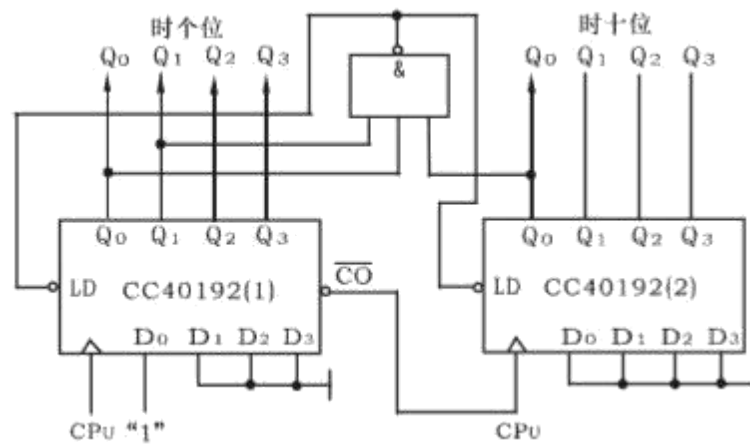 时个位
时十位
Q0 Q1 Q2 Q3
Q0 Q1 Q2 Q3
&
Q0 Q1 Q2 Q3
LD CC40192(1)
D0 D1 D2 D3
CO
Q0 Q1 Q2 Q3
LD CC40192(2)
D0 D1 D2 D3
CPU “1”
CPU